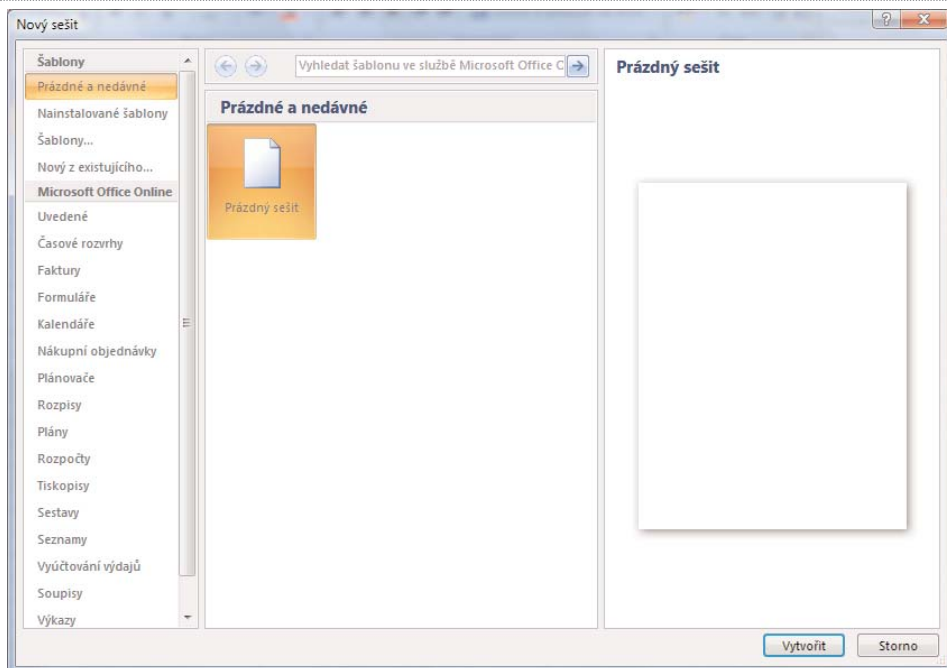 Nový sešit
Šablony
Prázdné a nedávné
Nainstalované šablony
Šablony...
Nový z existujícího...
Microsoft Office Online
Uvedené
Časové rozvrhy
Faktury
Formuláře
Kalendáře
Nákupní objednávky
Plánovače
Rozpisy
Plány
Rozpočty
Tiskopisy
Sestavy
Seznamy
Vyúčtování výdajů
Soupisy
Výkazy
Vyhledat šablonu ve službě Microsoft Office C
Prázdné a nedávné
Prázdný sešit
Prázdný sešit
Vytvořit
Storno